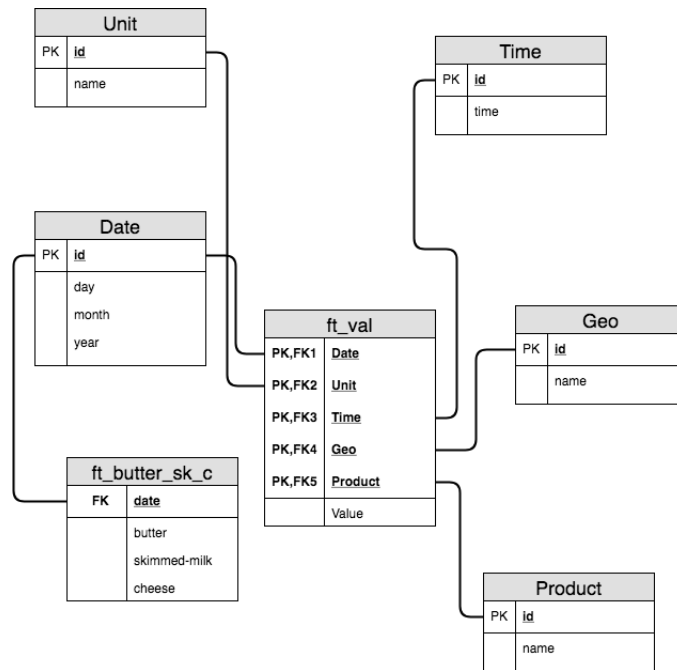 Unit
PK id
name
Time
PK id
time
Date
PK id
day
month
year
ft_val
PK,FK1 Date
PK,FK2 Unit
PK,FK3 Time
PK,FK4 Geo
PK,FK5 Product
Value
Geo
PK id
name
ft_butter_sk_c
FK date
butter
skimmed-milk
cheese
Product
PK id
name